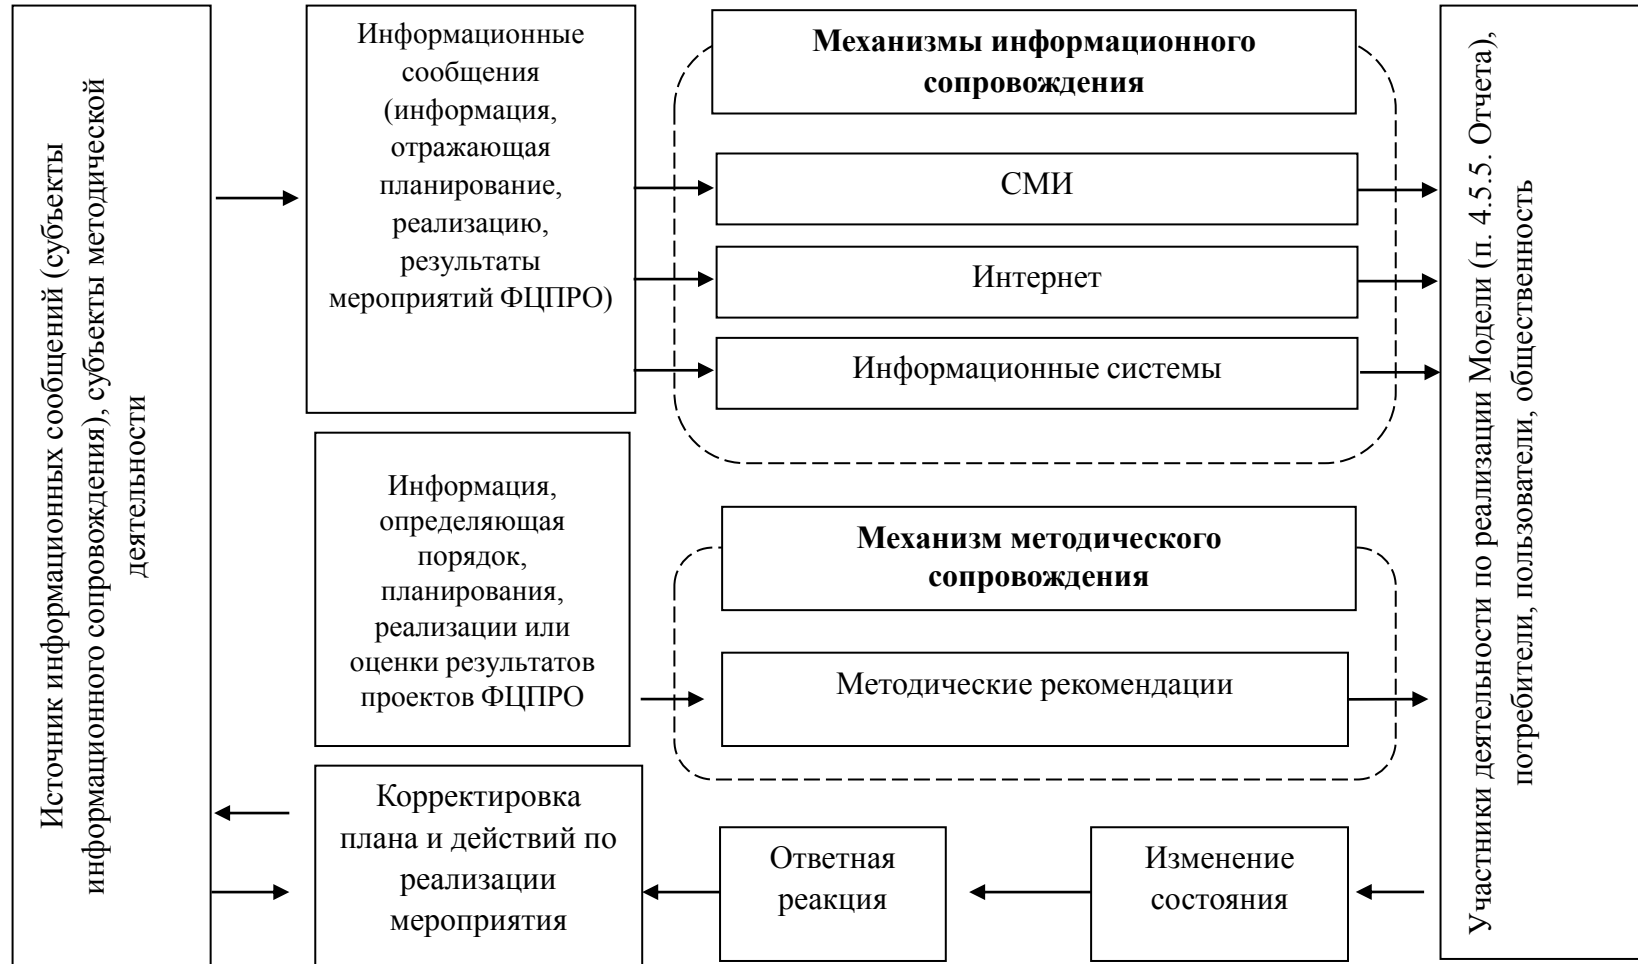 Источник информационных сообщений (субъекты
информационного сопровождения), субъекты методической
деятельности
Информационные
сообщения
(информация,
отражающая
планирование,
реализацию,
результаты
мероприятий ФЦПРО)
Механизмы информационного
сопровождения
СМИ
Интернет
Информационные системы
Информация,
определяющая
порядок,
планирования,
реализации или
оценки результатов
проектов ФЦПРО
Механизм методического
сопровождения
Методические рекомендации
Корректировка
плана и действий по
реализации
мероприятия
Ответная
реакция
Изменение
состояния
Участники деятельности по реализации Модели (п. 4.5.5. Отчета),
потребители, пользователи, общественность